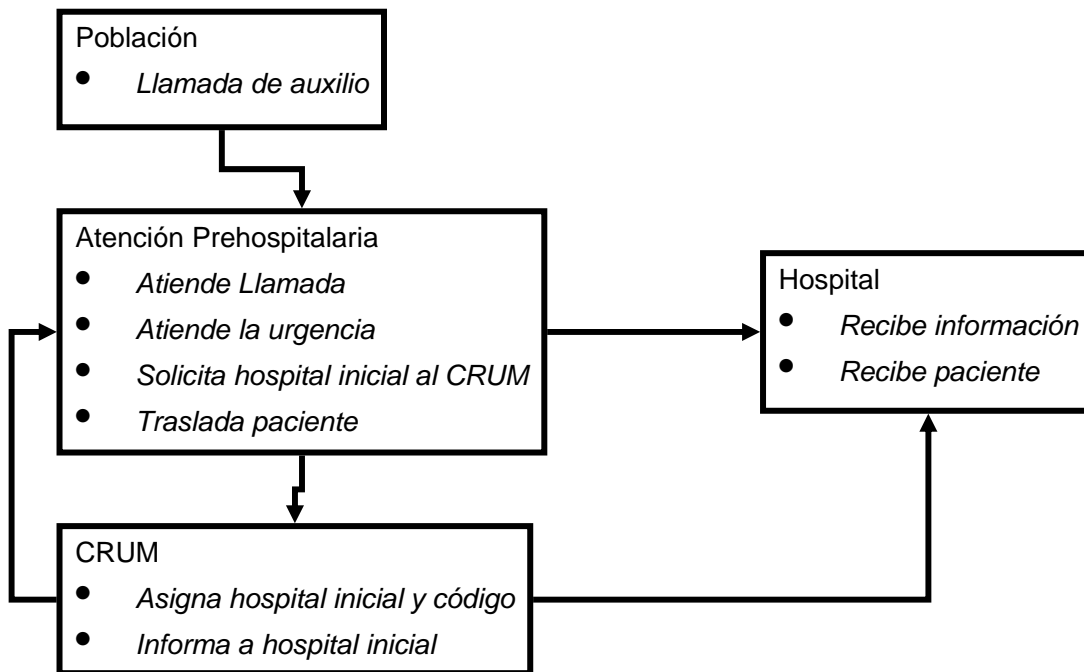 Población
● Llamada de auxilio
Atención Prehospitalaria
● Atiende Llamada
● Atiende la urgencia
● Solicita hospital inicial al CRUM
● Traslada paciente
Hospital
● Recibe información
● Recibe paciente
CRUM
● Asigna hospital inicial y código
● Informa a hospital inicial